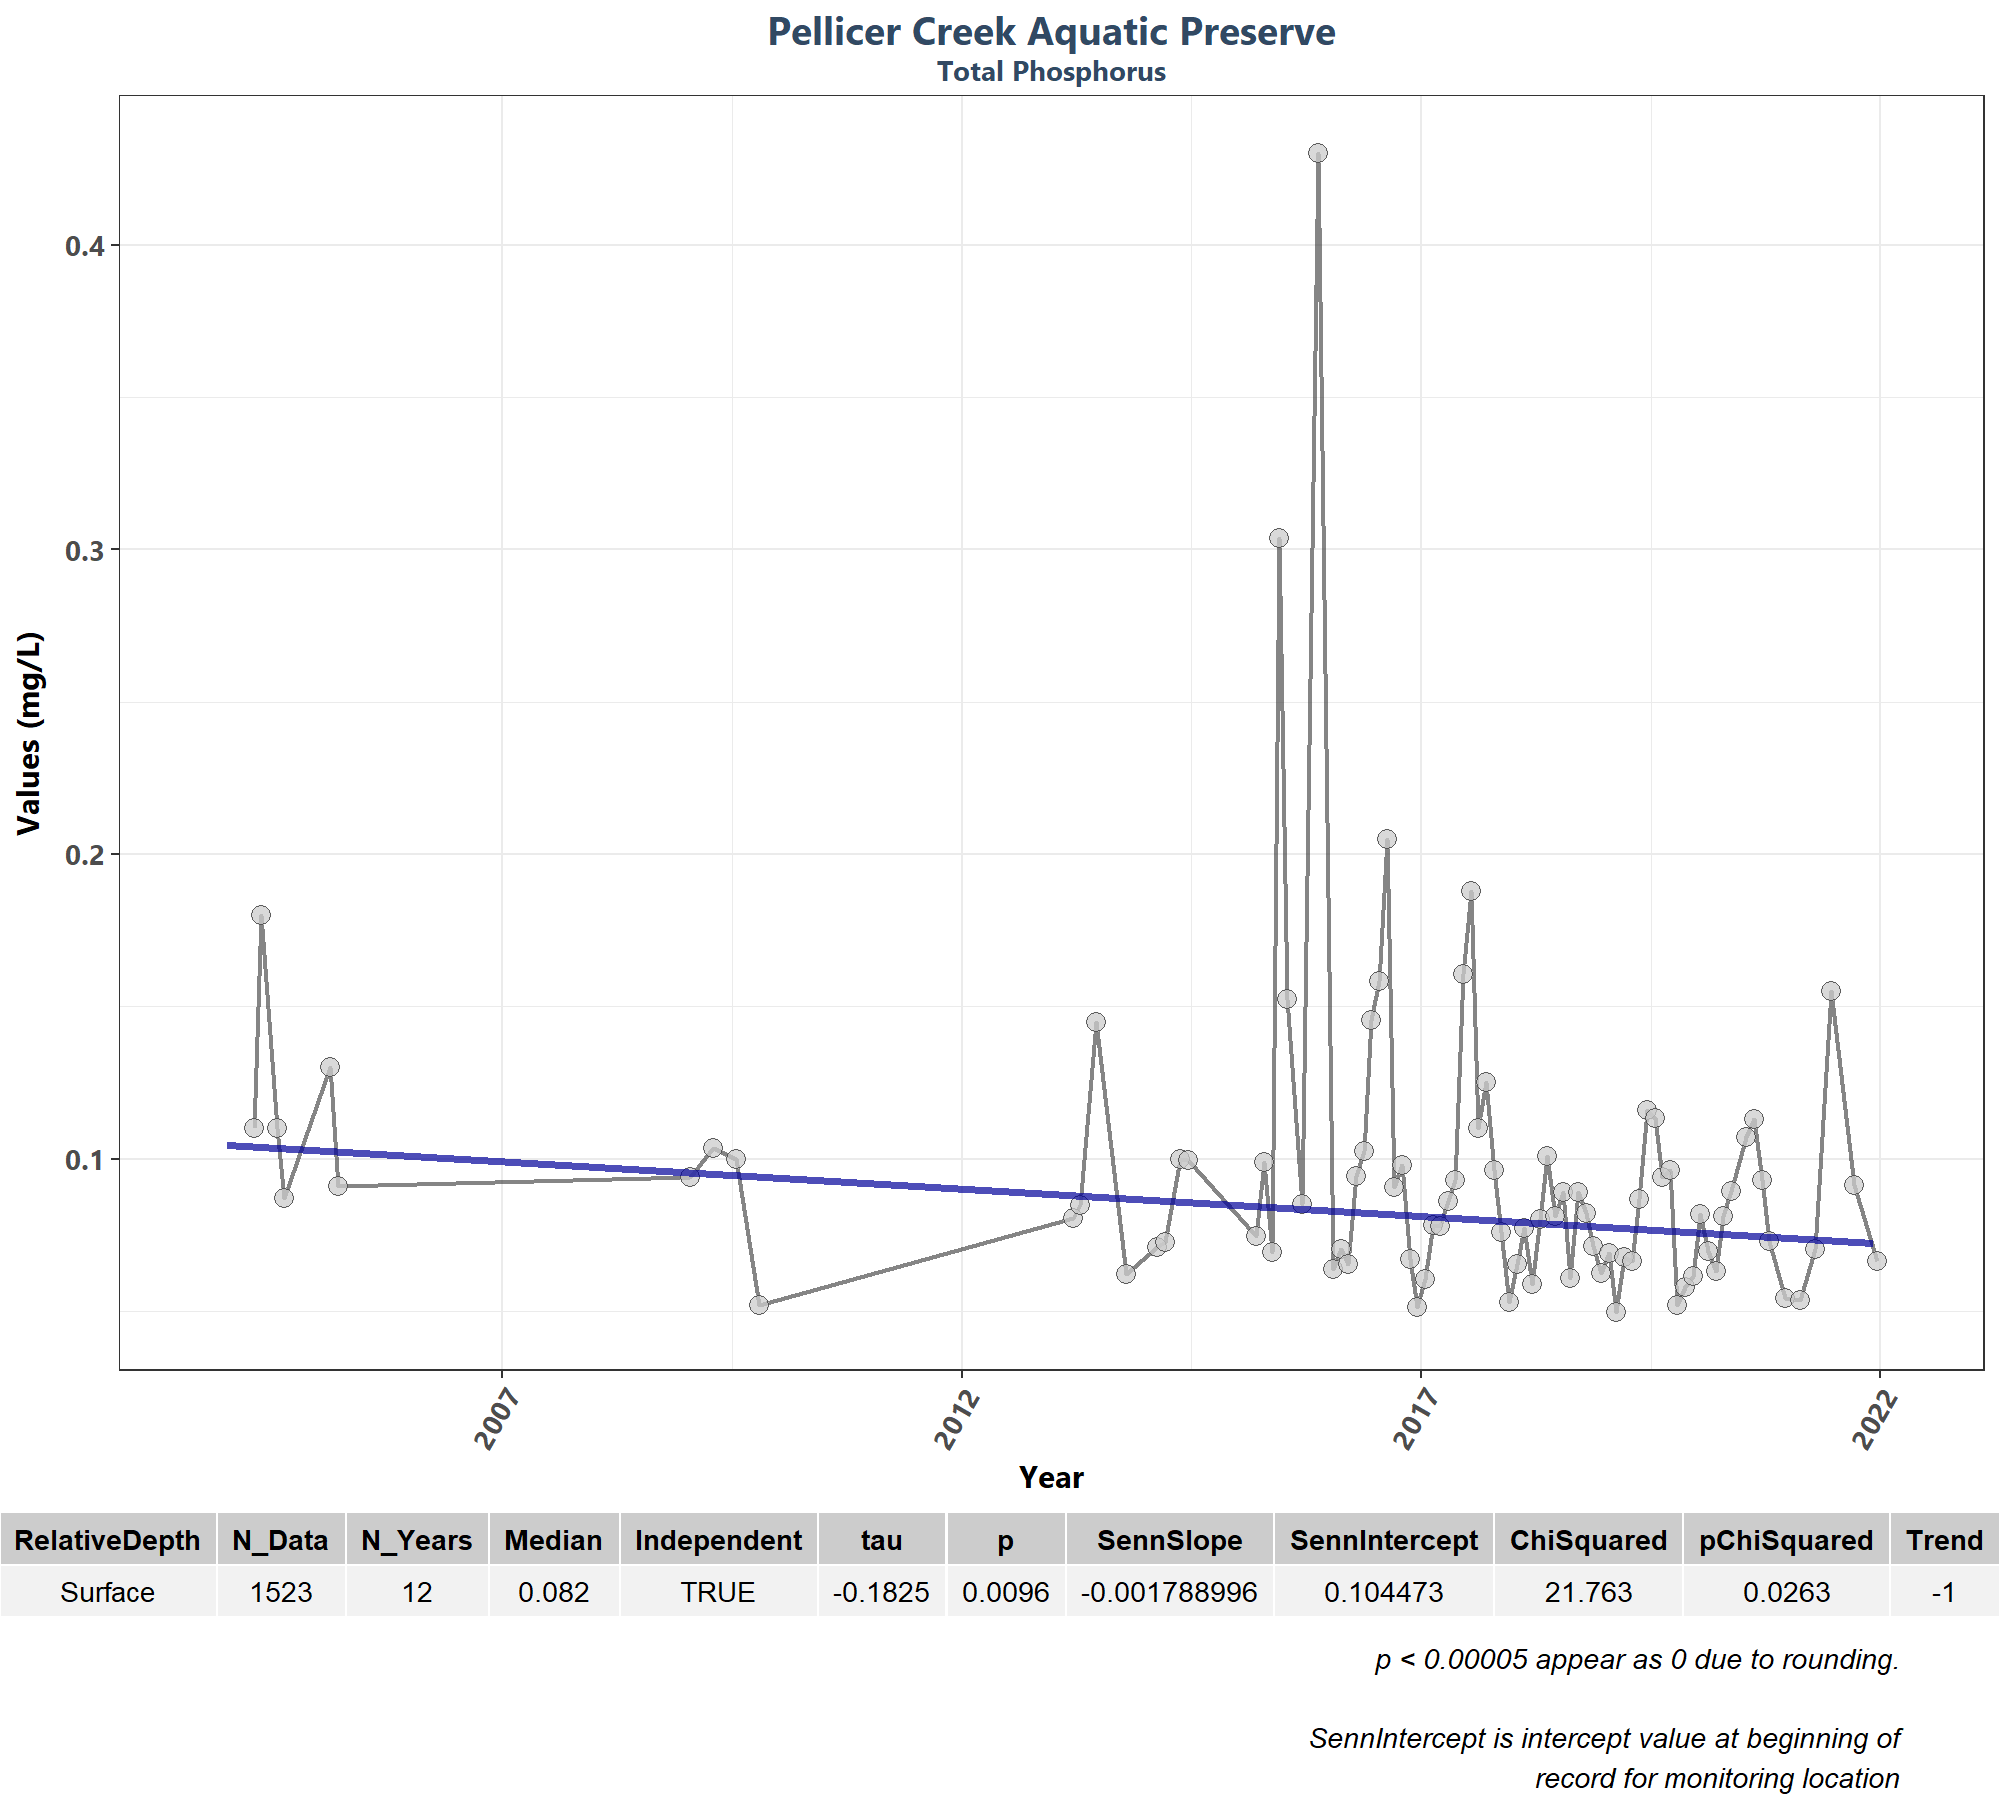 Pellicer Creek Aquatic Preserve
Total Phosphorus
Values (mg/L)
0.4
0.3
0.2
0.1
2007 2012 2017 2022
Year
RelativeDepth N_Data N_Years Median Independent tau p SennSlope SennIntercept ChiSquared pChiSquared Trend
Surface 1523 12 0.082 TRUE -0.1825 0.0096 -0.001788996 0.104473 21.763 0.0263 -1
p < 0.00005 appear as 0 due to rounding.
SennIntercept is intercept value at beginning of
record for monitoring location